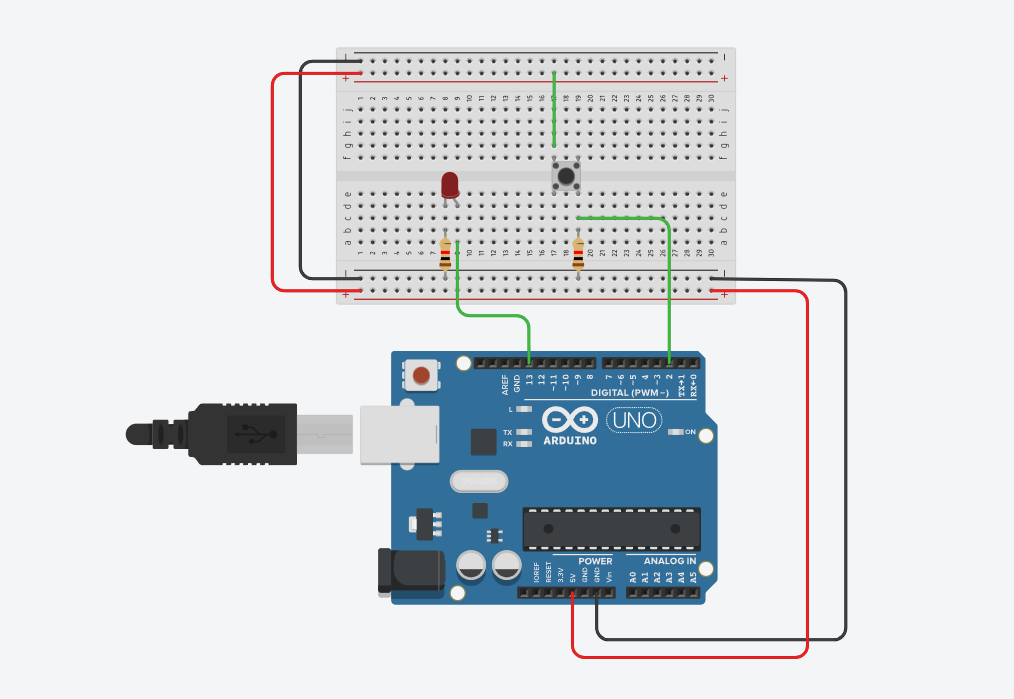 - -
+ +
1 2 3 4 5 6 7 8 9 10 11 12 13 14 15 16 17 18 19 20 21 22 23 24 25 26 27 28 29 30
j j
i i
h h
g g
f f
e e
d d
c c
b b
a a
1 2 3 4 5 6 7 8 9 10 11 12 13 14 15 16 17 18 19 20 21 22 23 24 25 26 27 28 29 30
- -
+ +
AREF GND 13 12 ~11 ~10 ~9 8 7 ~6 ~5 4 ~3 2 TX→1 RX←0
DIGITAL (PWM~)
L
TX
RX
ARDUINO
UNO
ON
POWER ANALOG IN
IOREF RESET 3.3V 5V GND GND Vin A0 A1 A2 A3 A4 A5